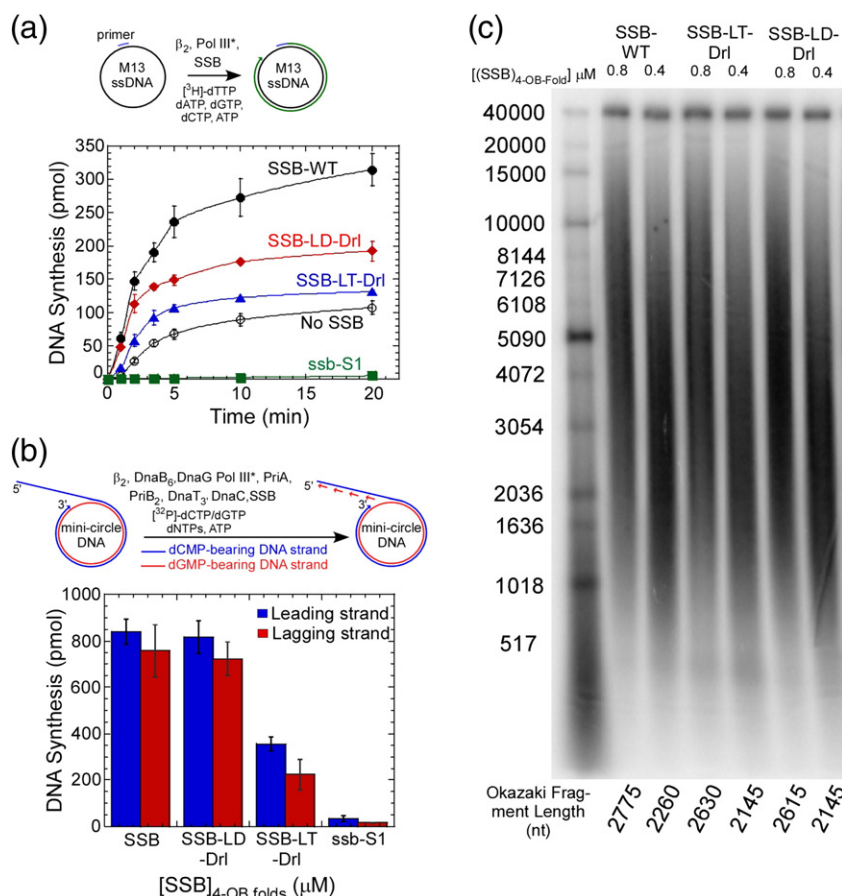 (a)
primer
M13
ssDNA
β2, Pol III*,
SSB
[³H]-dTTP
dATP, dGTP,
dCTP, ATP
M13
ssDNA
DNA Synthesis (pmol)
350
300
250
200
150
100
50
0
SSB-WT
SSB-LD-Drl
SSB-LT-Drl
No SSB
ssb-S1
0 5 10 15 20
Time (min)
(b)
5'
3'
mini-circle
DNA
β2, DnaB6,DnaG Pol III*, PriA,
PriB2, DnaT3, DnaC,SSB
[³²P]-dCTP/dGTP
dNTPs, ATP
dCMP-bearing DNA strand
dGMP-bearing DNA strand
5'
3'
mini-circle
DNA
DNA Synthesis (pmol)
1000
800
600
400
200
0
Leading strand
Lagging strand
SSB SSB-LD-Drl SSB-LT-Drl ssb-S1
[SSB]4-OB folds (μM)
(c)
SSB-WT SSB-LT-Drl SSB-LD-Drl
[(SSB)4-OB-Fold] μM 0.8 0.4 0.8 0.4 0.8 0.4
40000
20000
15000
10000
8144
7126
6108
5090
4072
3054
2036
1636
1018
517
Okazaki Frag-
ment Length
(nt)
2775 2260 2630 2145 2615 2145